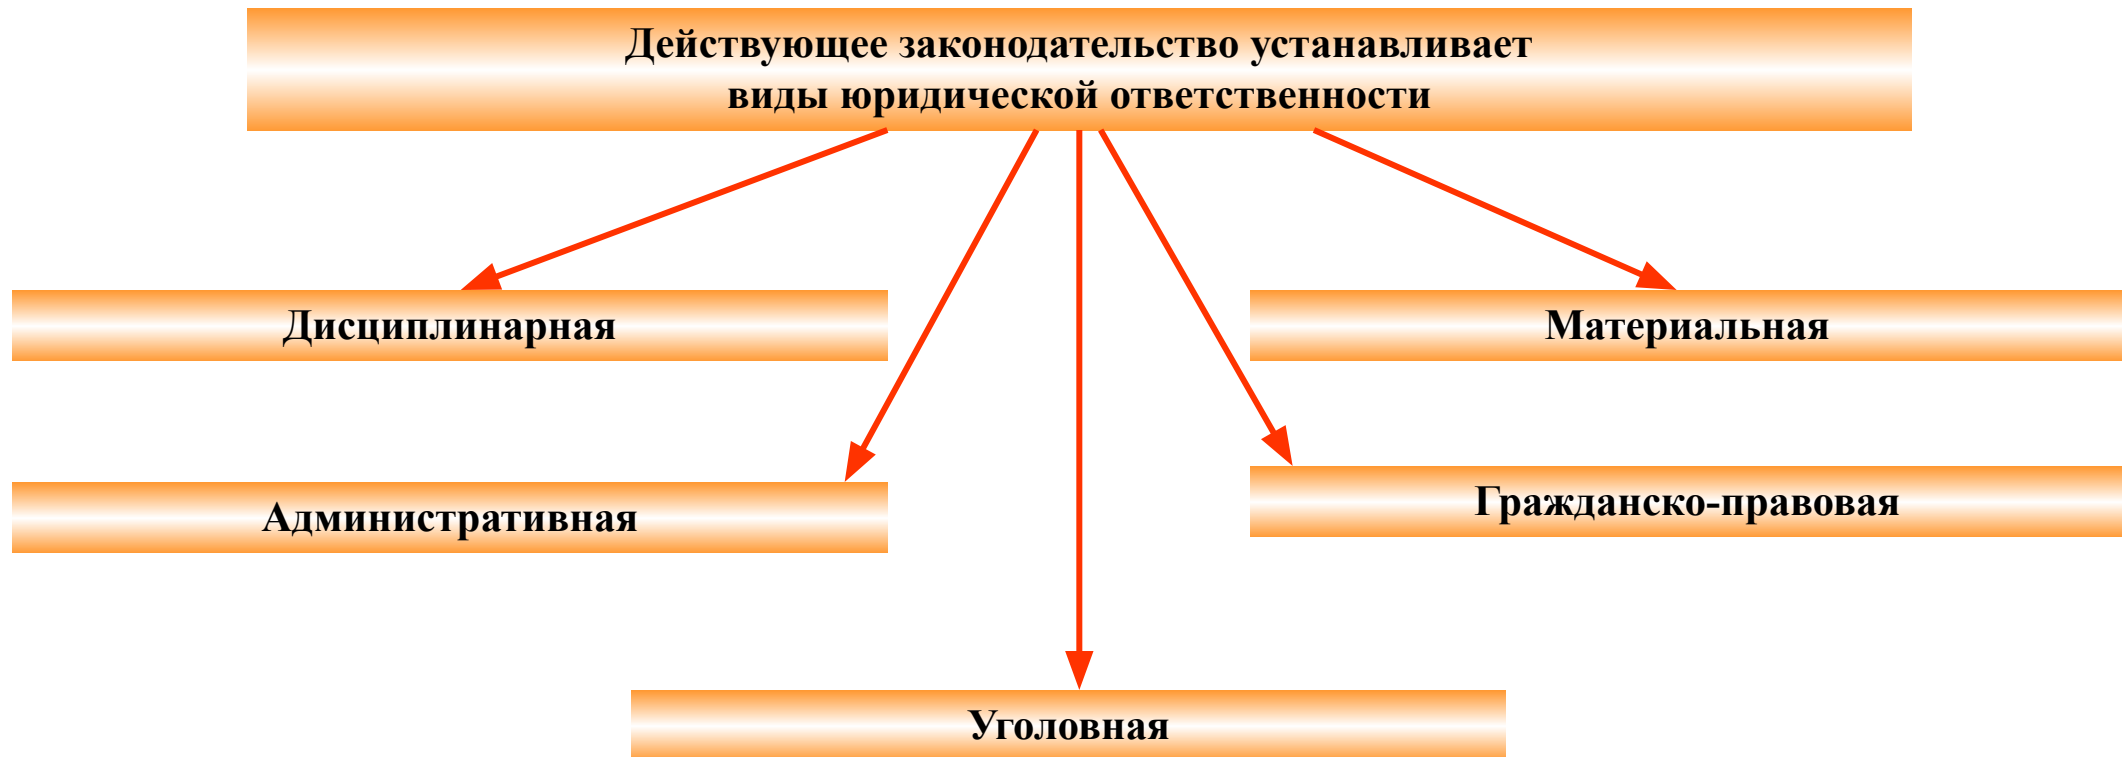 Действующее законодательство устанавливает
виды юридической ответственности
Дисциплинарная
Материальная
Административная
Гражданско-правовая
Уголовная